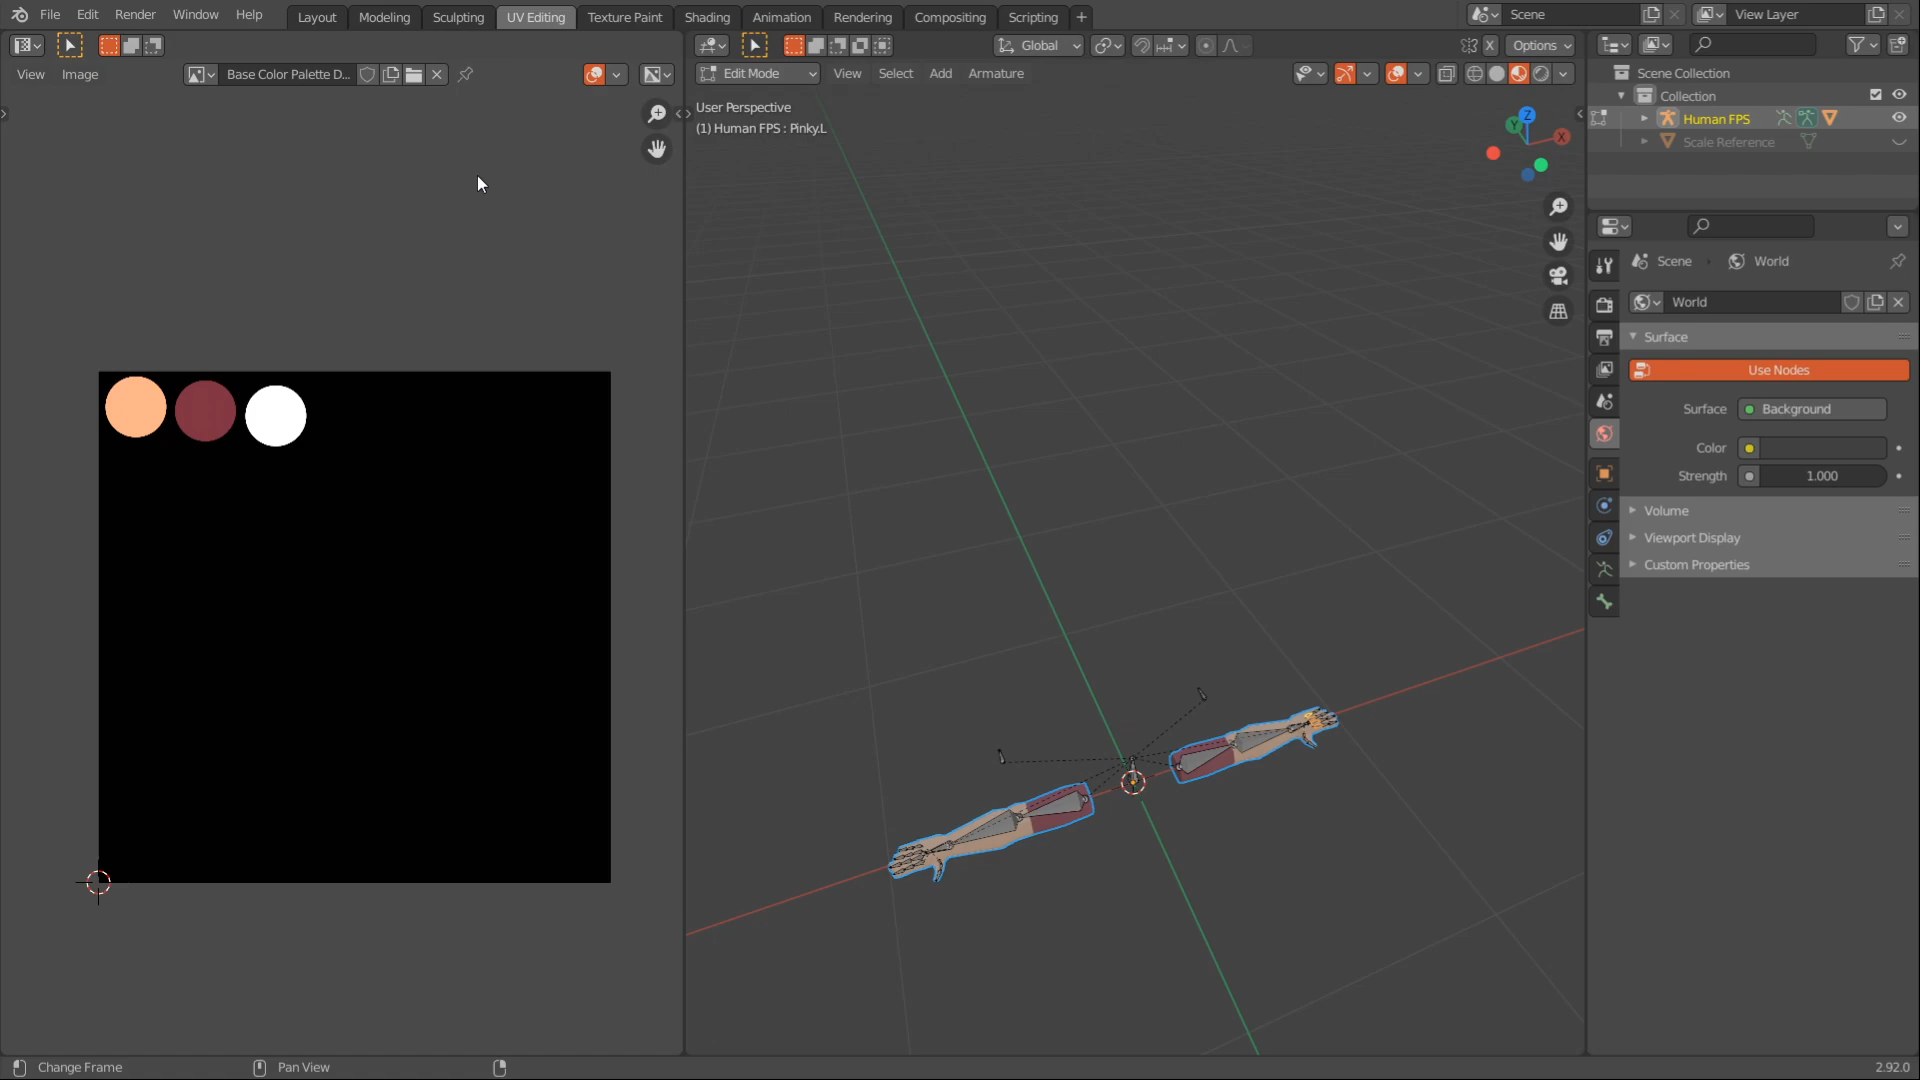 File Edit Render Window Help Layout Modeling Sculpting UV Editing Texture Paint Shading Animation Rendering Compositing Scripting + Scene View Layer
Global X Options
View Image Base Color Palette D... Edit Mode View Select Add Armature
Scene Collection
Collection
Human FPS
Scale Reference
User Perspective
(1) Human FPS : Pinky.L
Z
Y
X
Scene World
World
Surface
Use Nodes
Surface Background
Color
Strength 1.000
Volume
Viewport Display
Custom Properties
Change Frame Pan View 2.92.0